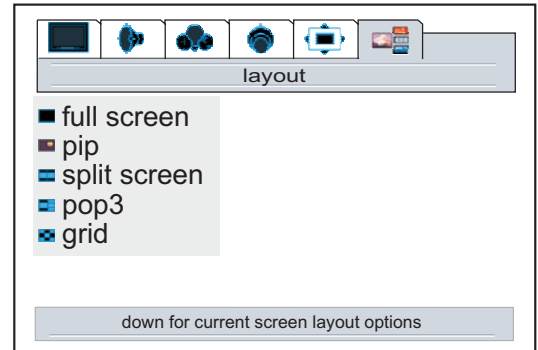 layout
full screen
pip
split screen
pop3
grid
down for current screen layout options